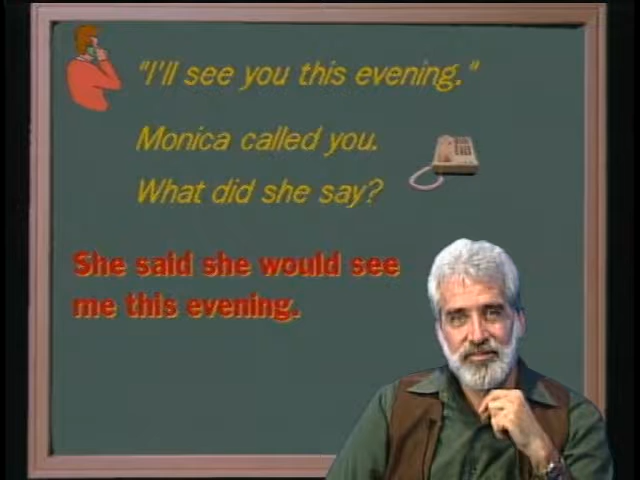 "I'll see you this evening."
Monica called you.
What did she say?
She said she would see
me this evening.